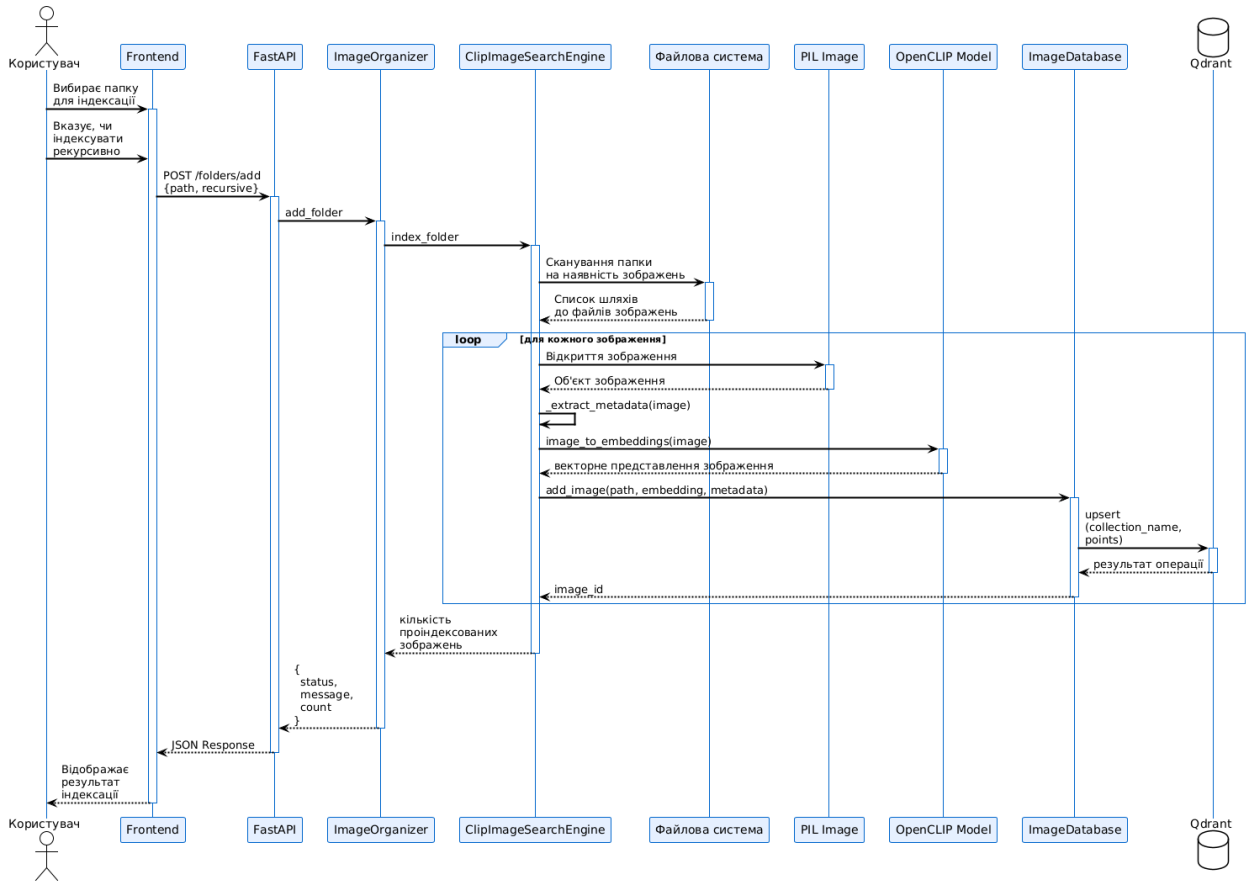 Користувач
Frontend
FastAPI
ImageOrganizer
ClipImageSearchEngine
Файлова система
PIL Image
OpenCLIP Model
ImageDatabase
Qdrant
Вибирає папку
для індексації
Вказує, чи
індексувати
рекурсивно
POST /folders/add
{path, recursive}
add_folder
index_folder
Сканування папки
на наявність зображень
Список шляхів
до файлів зображень
loop
[для кожного зображення]
Відкриття зображення
Об'єкт зображення
_extract_metadata(image)
image_to_embeddings(image)
векторне представлення зображення
add_image(path, embedding, metadata)
upsert
(collection_name,
points)
результат операції
image_id
кількість
проіндексованих
зображень
{
status,
message,
count
}
JSON Response
Відображає
результат
індексації
Користувач
Frontend
FastAPI
ImageOrganizer
ClipImageSearchEngine
Файлова система
PIL Image
OpenCLIP Model
ImageDatabase
Qdrant